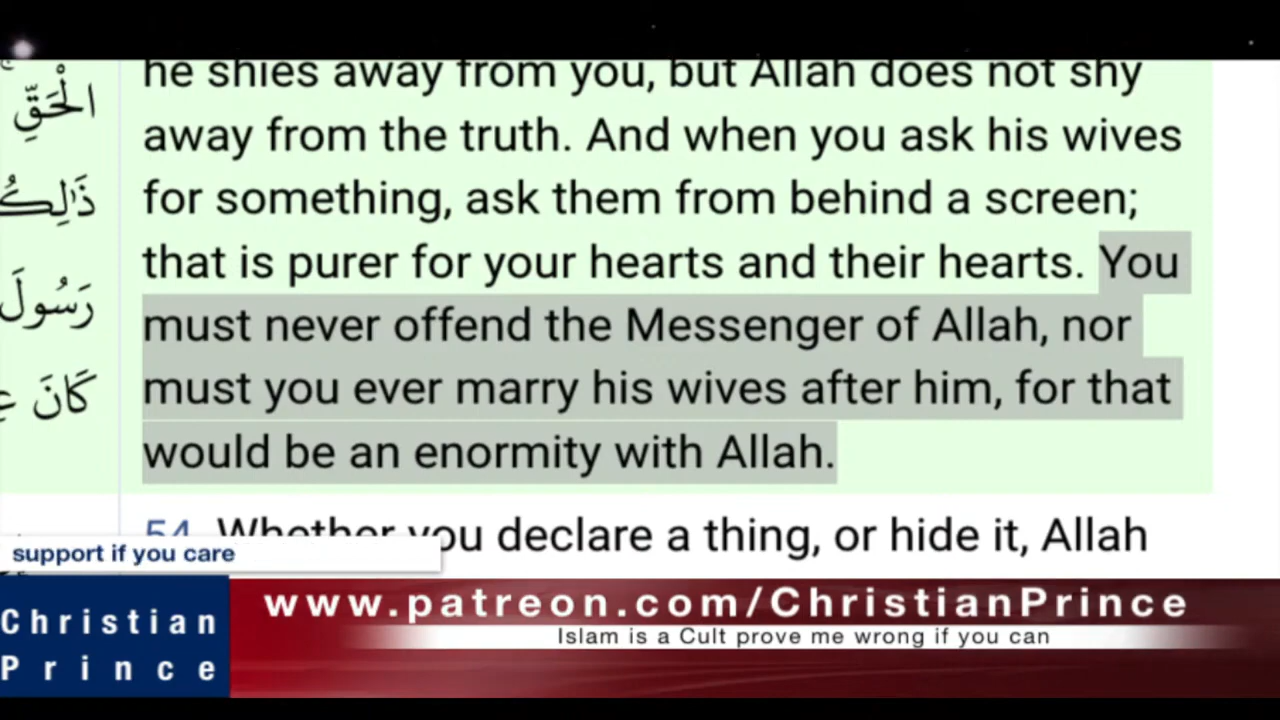 he shies away from you, but Allah does not shy
away from the truth. And when you ask his wives
for something, ask them from behind a screen;
that is purer for your hearts and their hearts. You
must never offend the Messenger of Allah, nor
must you ever marry his wives after him, for that
would be an enormity with Allah.
54. Whether you declare a thing, or hide it, Allah
الْحَقِّ
رَسُولَ
كَانَ
support if you care
Christian
Prince
www.patreon.com/ChristianPrince
Islam is a Cult prove me wrong if you can